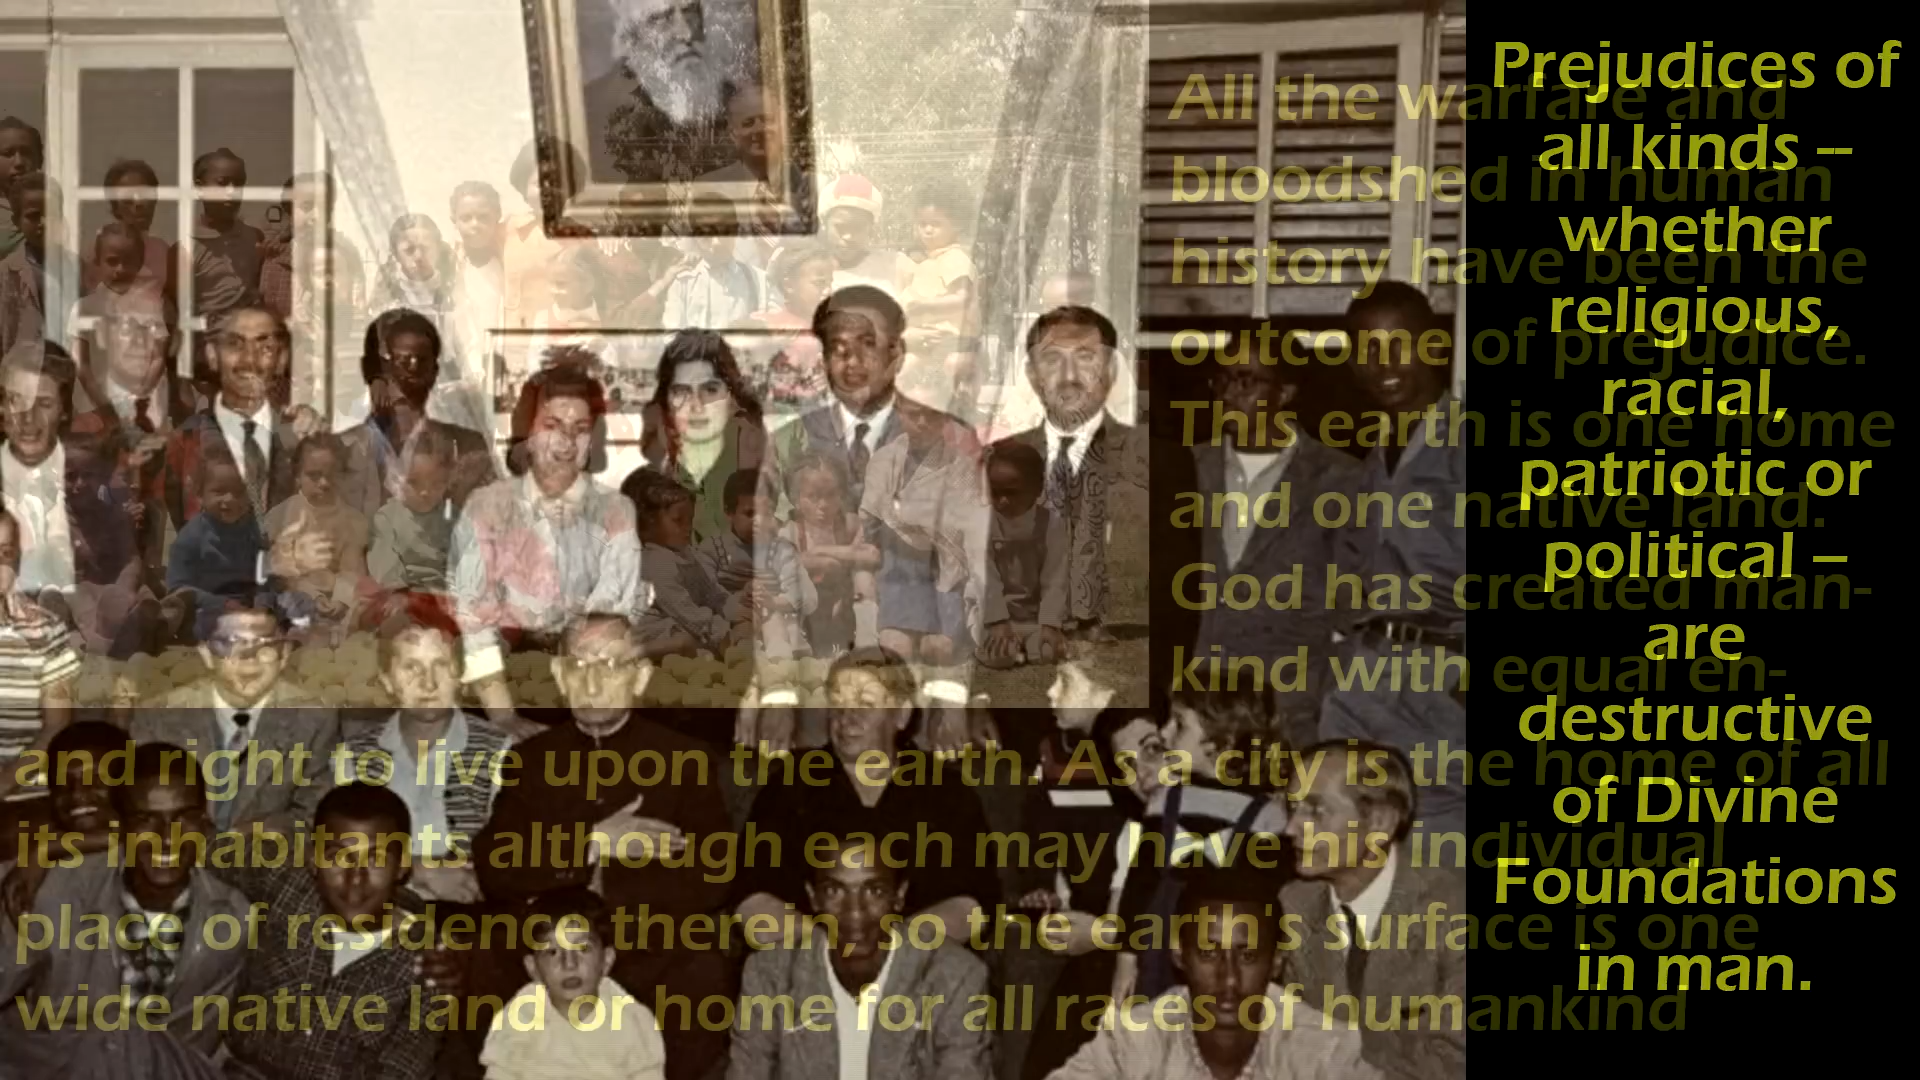 Prejudices of
all kinds –
whether
religious,
racial,
patriotic or
political –
are
destructive
of Divine
Foundations
in man.
All the warfare and
bloodshed in human
history have been the
outcome of prejudice.
This earth is one home
and one native land.
God has created man-
kind with equal en-
and right to live upon the earth. As a city is the home of all
its inhabitants although each may have his individual
place of residence therein, so the earth's surface is one
wide native land or home for all races of humankind